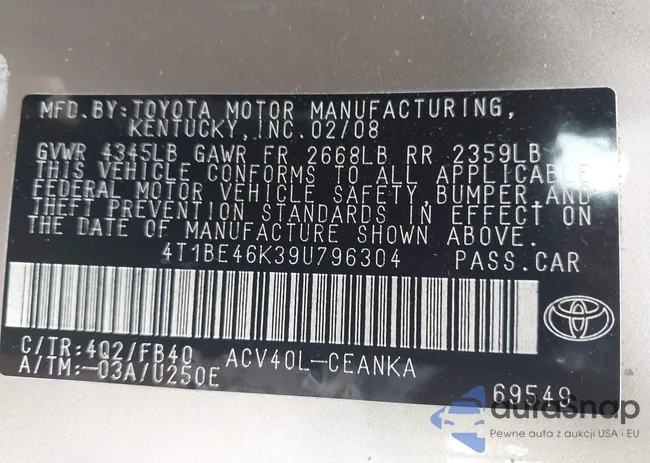 MFD.BY:TOYOTA MOTOR MANUFACTURING,
KENTUCKY,INC.02/08
GVWR 4345LB GAWR FR 2668LB RR 2359LB
THIS VEHICLE CONFORMS TO ALL APPLICABLE
FEDERAL MOTOR VEHICLE SAFETY,BUMPER,AND
THEFT PREVENTION STANDARDS IN EFFECT ON
THE DATE OF MANUFACTURE SHOWN ABOVE.
4T1BE46K39U796304 PASS.CAR
C/TR:4Q2/FB40 ACV40L-CEANKA
A/TM:-03A/U250E
69549
auraSnap
Pewne auta z aukcji USA i EU